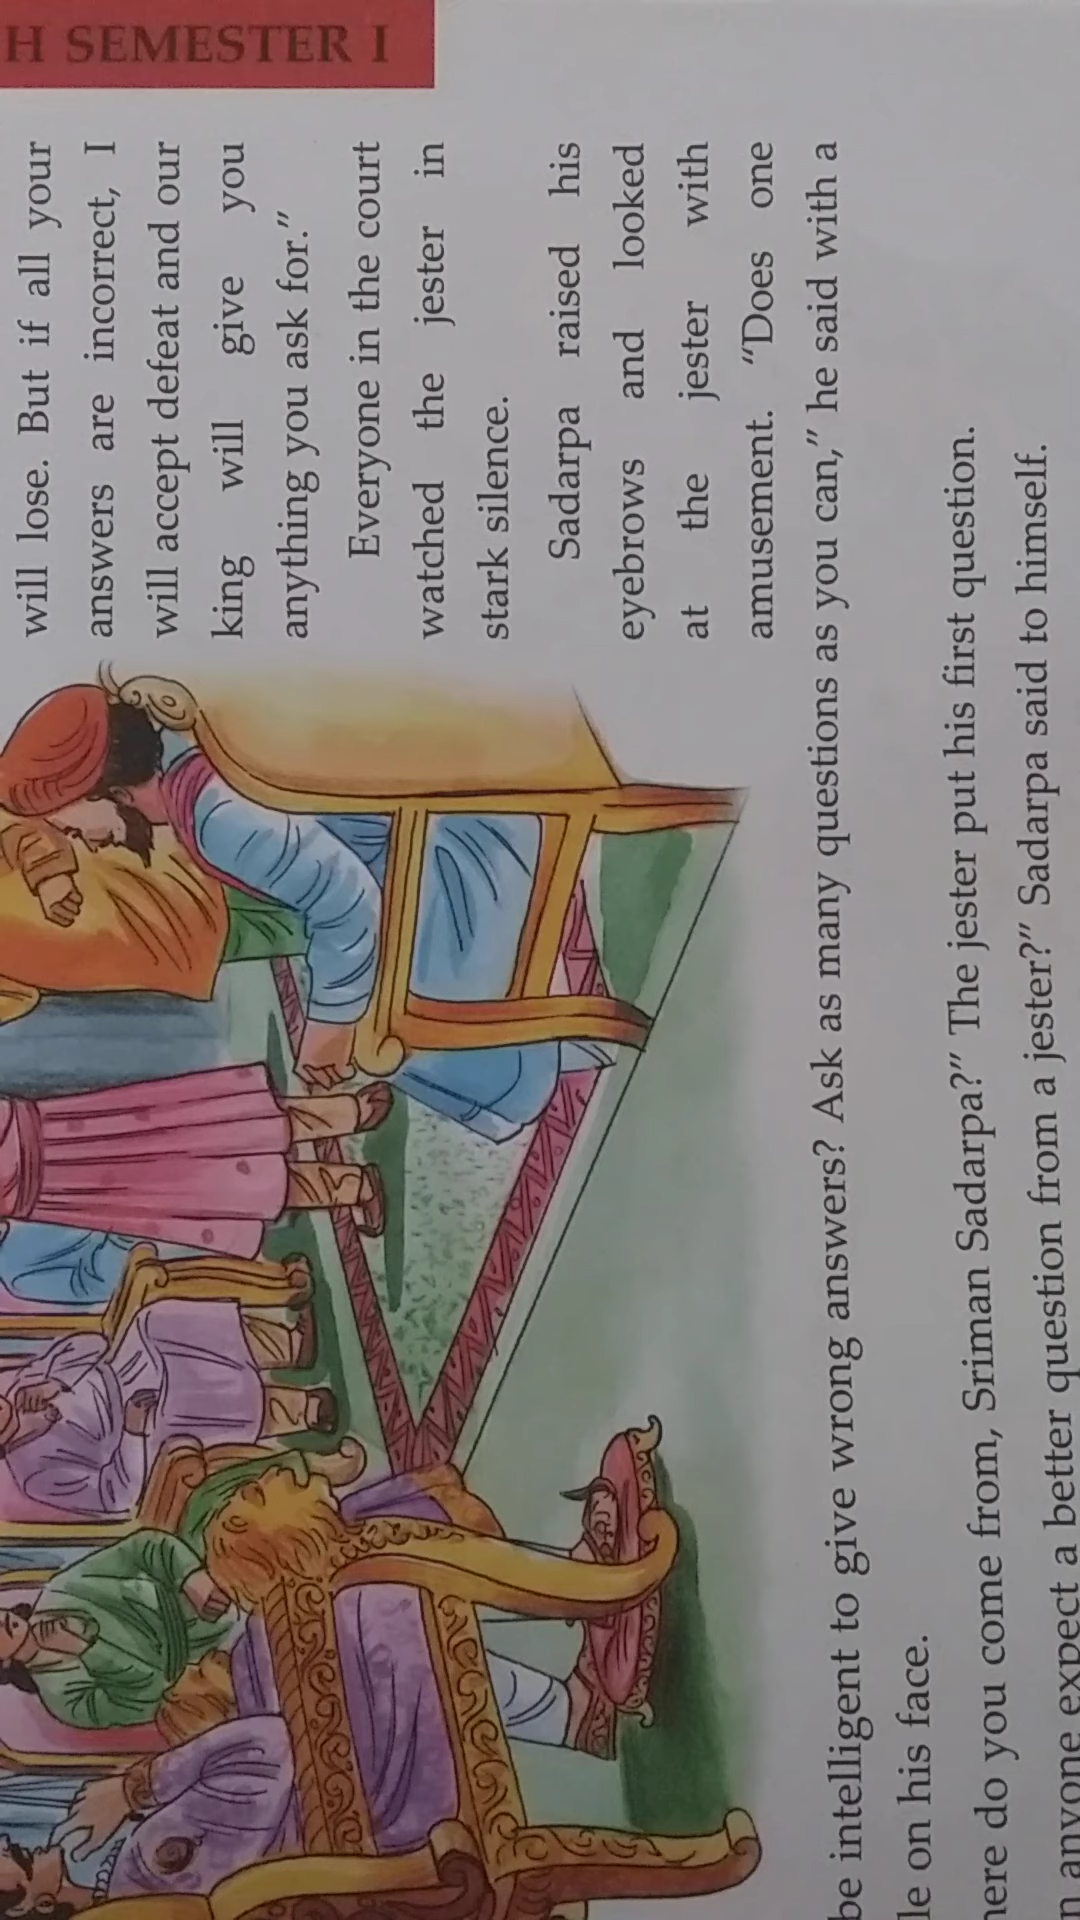 H SEMESTER I
will lose. But if all your
answers are incorrect, I
will accept defeat and our
king will give you
anything you ask for.”
Everyone in the court
watched the jester in
stark silence.
Sadarpa raised his
eyebrows and looked
at the jester with
amusement. “Does one
be intelligent to give wrong answers? Ask as many questions as you can,” he said with a
le on his face.
here do you come from, Sriman Sadarpa?” The jester put his first question.
n anyone expect a better question from a jester?” Sadarpa said to himself.